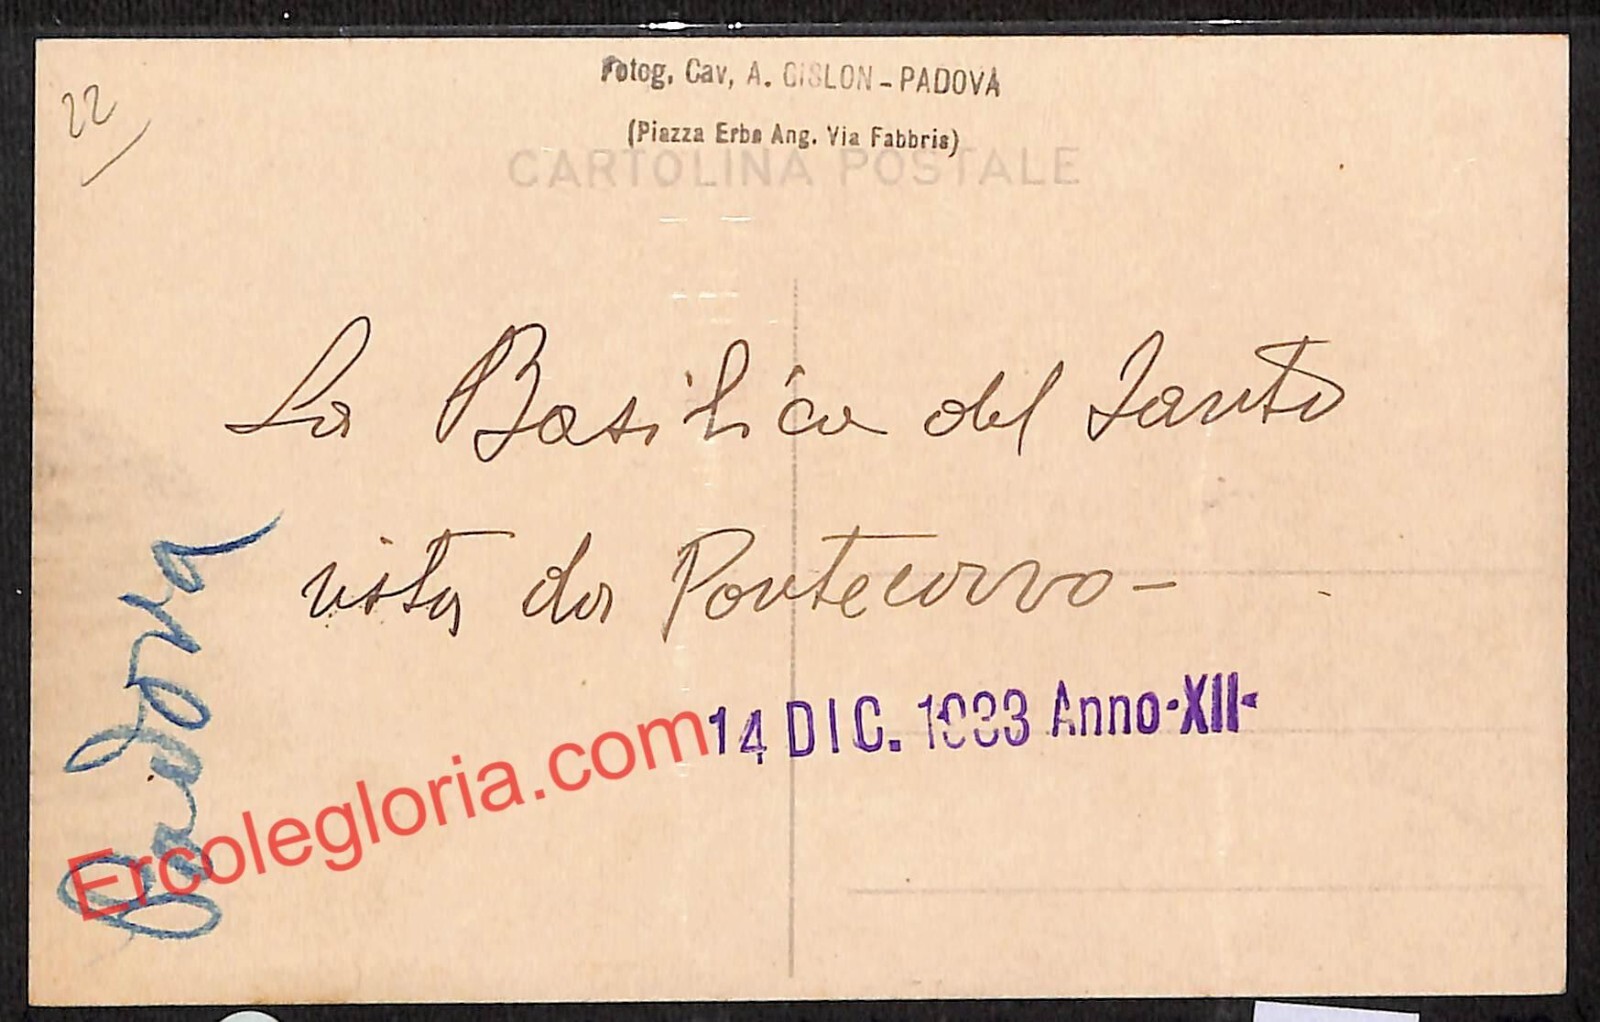 22
Fotog. Cav, A. GISLON - PADOVA
(Piazza Erbe Ang. Via Fabbris)
CARTOLINA POSTALE
La Basilica del Santo
vista da Pontecorvo -
14 DIC. 1933 Anno·XII·
Padova
Ercolegloria.com